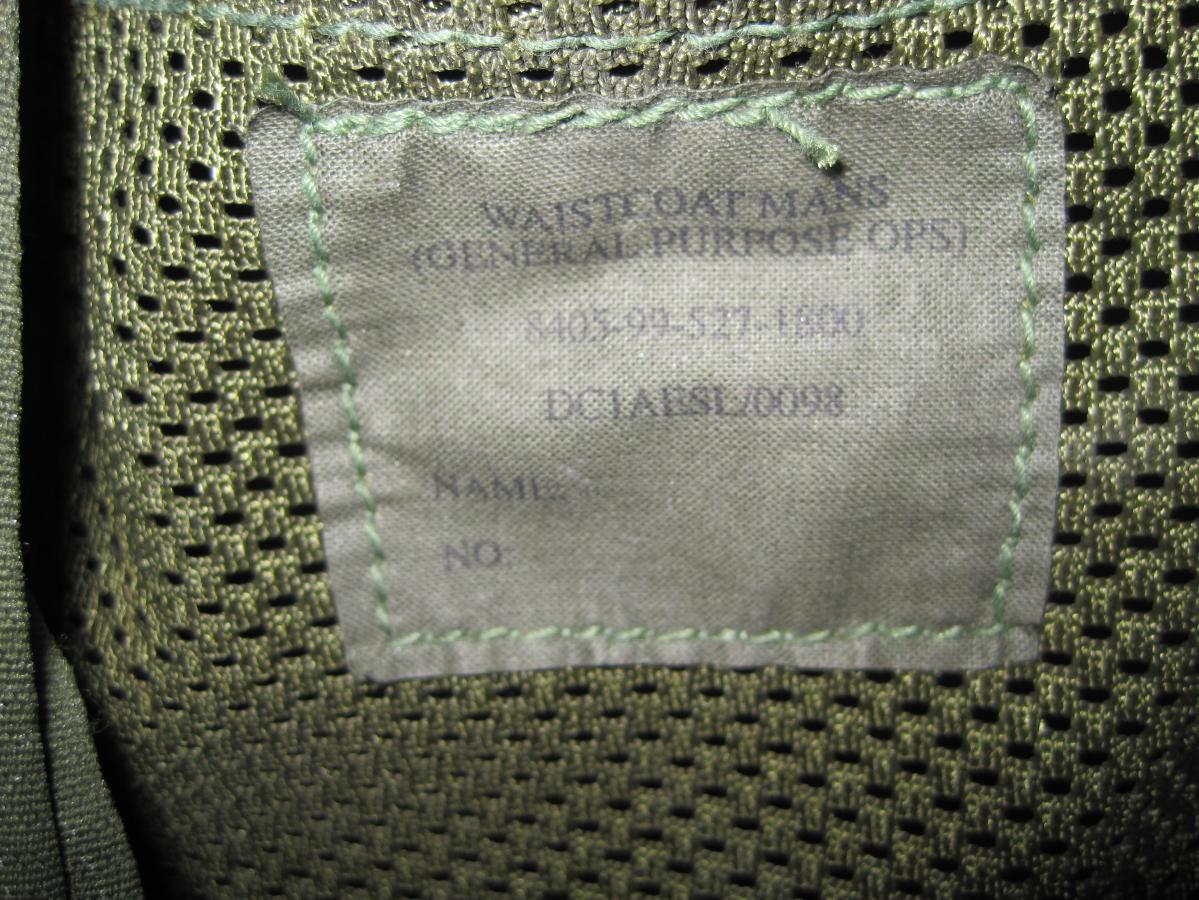 WAISTCOAT MANS
(GENERAL PURPOSE OPS)
8405-99-527-1800
DC1AESL/0098
NAME:
NO: